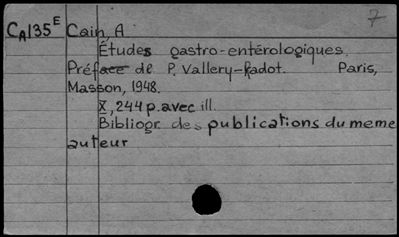 7
CA135E Cain, A
Études gastro-entérologiques.
Préface de P. Vallery-Radot. Paris,
Masson, 1948.
X, 244 p. avec ill.
Bibliogr. des publications du meme
auteur